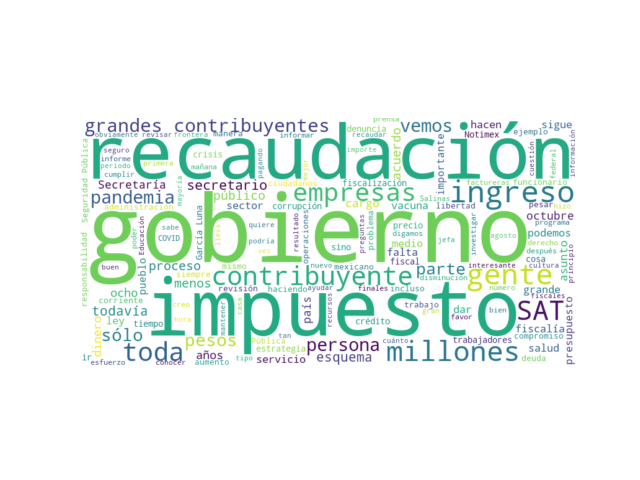 grandes contribuyentes
recaudación
gobierno
impuesto
vemos
hacen
sigue
Notimex
ejemplo
SAT
ingreso
gente
millones
empresas
contribuyente
toda
pandemia
Secretaría
secretario
público
persona
pesos
sólo
todavía
ocho
corriente
ley
tiempo
dinero
ir
esfuerzo
conocer
años
aumento
tipo
servicio
estrategia
Pública
esquema
país
parte
menos
proceso
pueblo
siempre
revisión
haciendo
mismo
mexicano
incluso
medio
falta
fiscal
cargo
vacuna
libertad
precio
digamos
jefa
sino
problema
sector
corrupción
ciudadanos
quiere
podría
García Luna
sabe
COVID
Educación
poder
buen
responsabilidad
Seguridad Pública
obviamente
revisar
frontera
manera
informar
seguro
informe
periodo
cumplir
primera
crisis
mañana
mayoría
administración
pagando
mejor
importe
recaudar
denuncia
fiscalización
acuerdo
prensa
importante
Salinas
factureras
funcionario
cuestión
federal
información
pesar
hizo
octubre
programa
podemos
derecho
después
asunto
cosa
interesante
cultura
principio
agosto
investigar
preguntas
operaciones
resultado
grande
número
fiscales
disminución
compromiso
fiscalía
presupuesto
salud
deuda
bien
trabajadores
dar
favor
trabajo
gran
crédito
cuánto
tan
finales
ayudar
nuevo
recursos
casa
mantener
hora
crea
vez